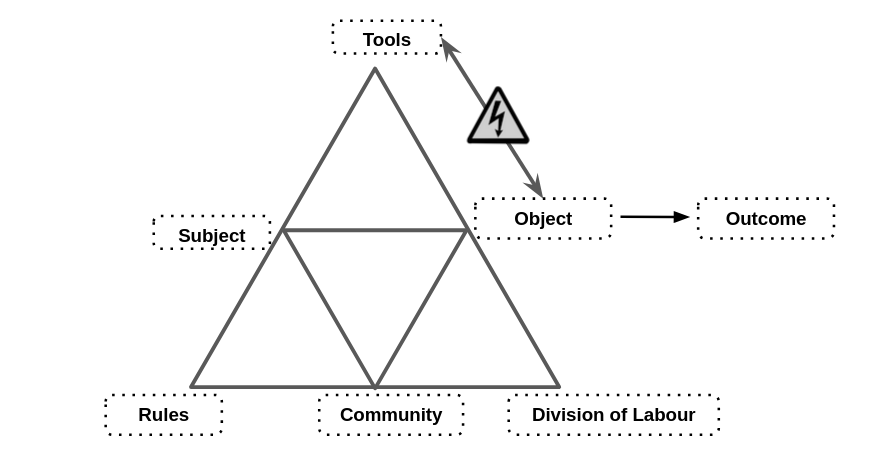 Tools
Subject
Object
Outcome
Rules
Community
Division of Labour